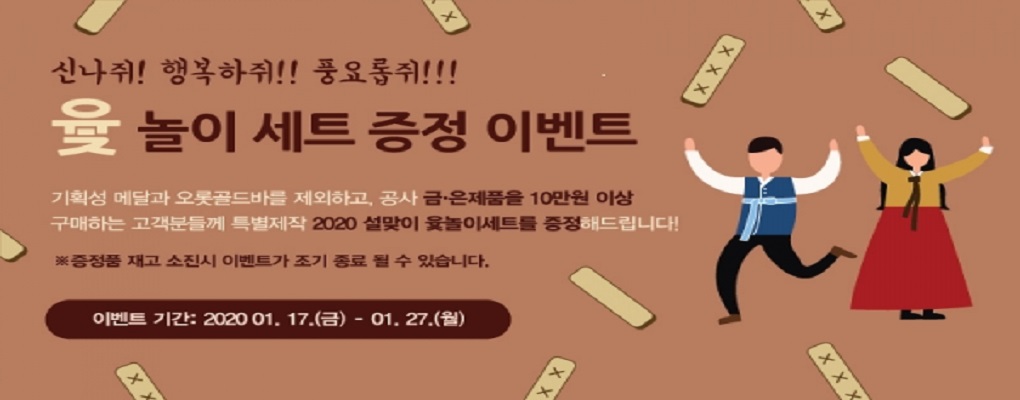 신나쥐! 행복하쥐!! 풍요롭쥐!!!
윷 놀이 세트 증정 이벤트
기획성 메달과 오롯골드바를 제외하고, 공사 금·은제품을 10만원 이상
구매하는 고객분들께 특별제작 2020 설맞이 윷놀이세트를 증정해드립니다!
※증정품 재고 소진시 이벤트가 조기 종료 될 수 있습니다.
이벤트 기간: 2020 01. 17.(금) - 01. 27.(월)